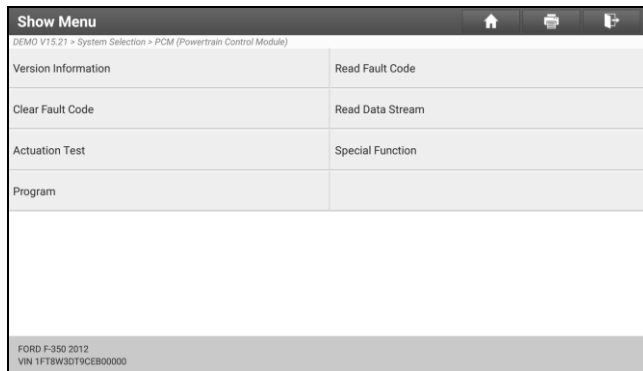 Show Menu
DEMO V15.21 > System Selection > PCM (Powertrain Control Module)
Version Information
Read Fault Code
Clear Fault Code
Read Data Stream
Actuation Test
Special Function
Program
FORD F-350 2012
VIN 1FT8W3DT9CEB00000